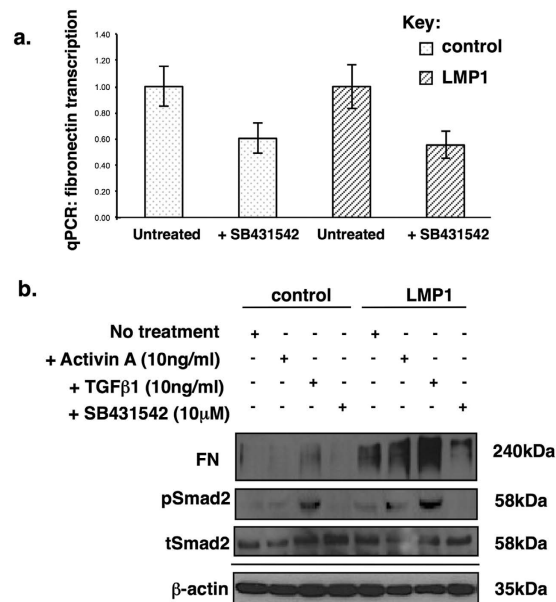 a.
Key:
control
LMP1
qPCR: fibronectin transcription
1.40
1.20
1.00
0.80
0.60
0.40
0.20
0.00
Untreated + SB431542 Untreated + SB431542
b.
control LMP1
No treatment + - - - + - - -
+ Activin A (10ng/ml) - + - - - + - -
+ TGFβ1 (10ng/ml) - - + - - - + -
+ SB431542 (10μM) - - - + - - - +
FN 240kDa
pSmad2 58kDa
tSmad2 58kDa
β-actin 35kDa